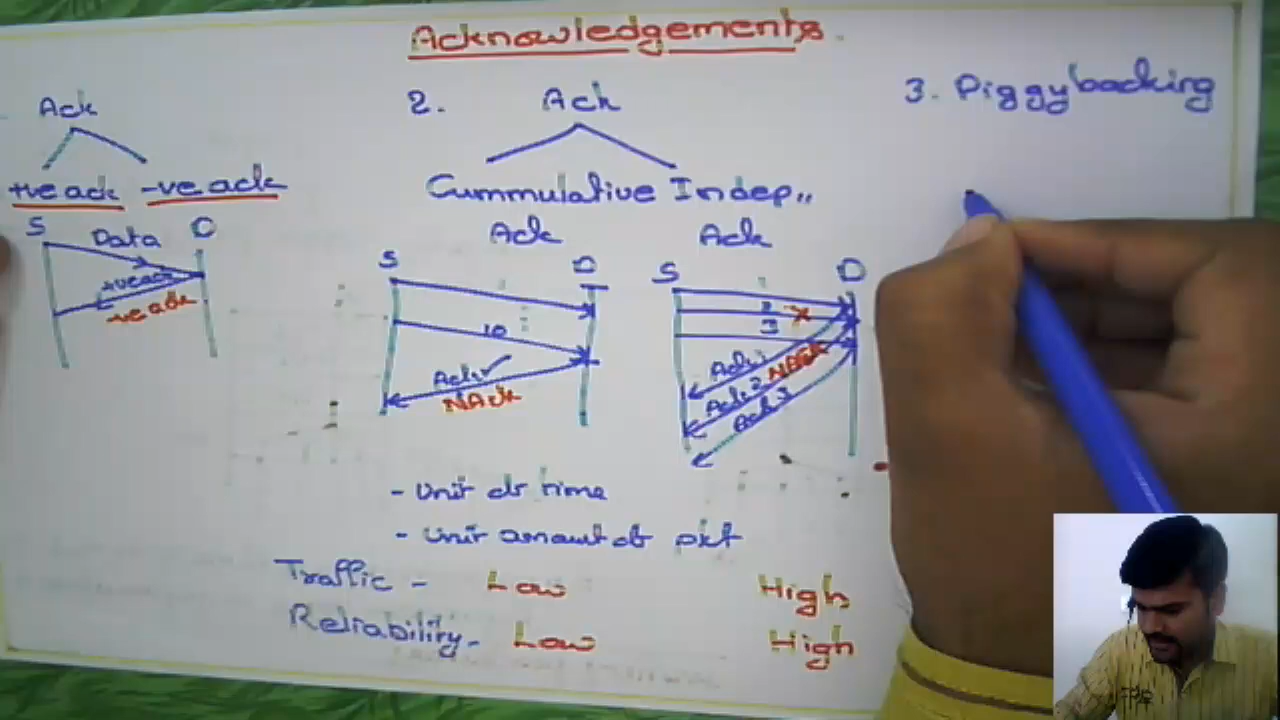 Acknowledgements
Ack
+ve ack -ve ack
S D
Data
+ve ack
-ve ack
2. Ack
Cummulative Indep..
Ack Ack
S D
10
Ack
NAck
S D
2
3
Ack 1
Ack 2 NAck
Ack 3
- Unit of time
- Unit amount of pkt
Traffic - Low High
Reliability - Low High
3. Piggybacking